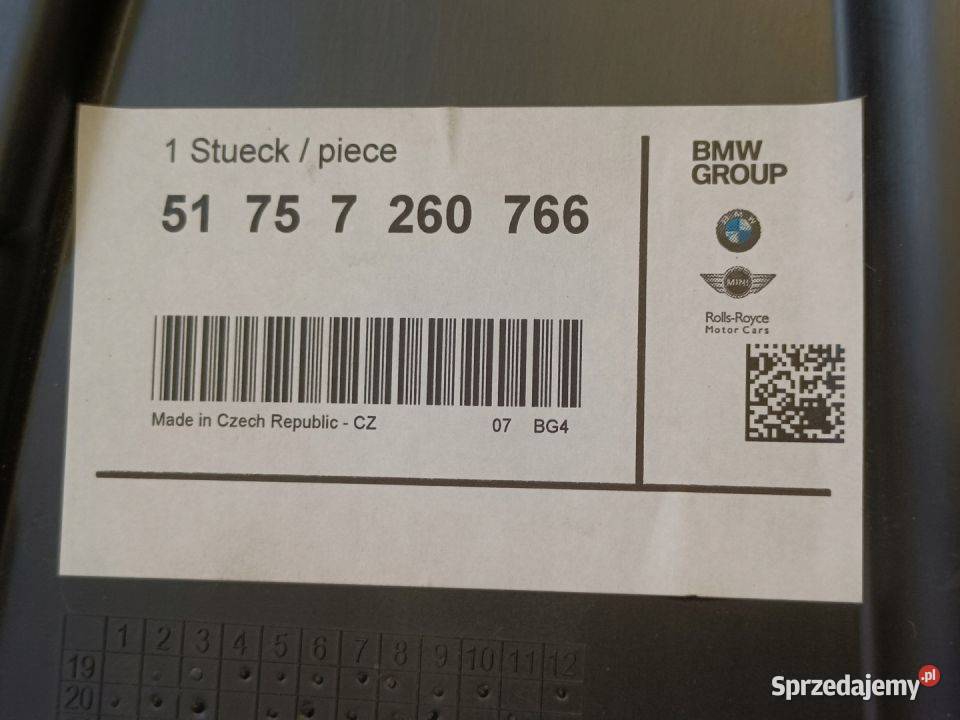 1 Stueck / piece
51 75 7 260 766
BMW
GROUP
BMW
MINI
Rolls-Royce
Motor Cars
Made in Czech Republic - CZ 07 BG4
1 2 3 4 5 6 7 8 9 10 11 12
19
20
Sprzedajemy.pl